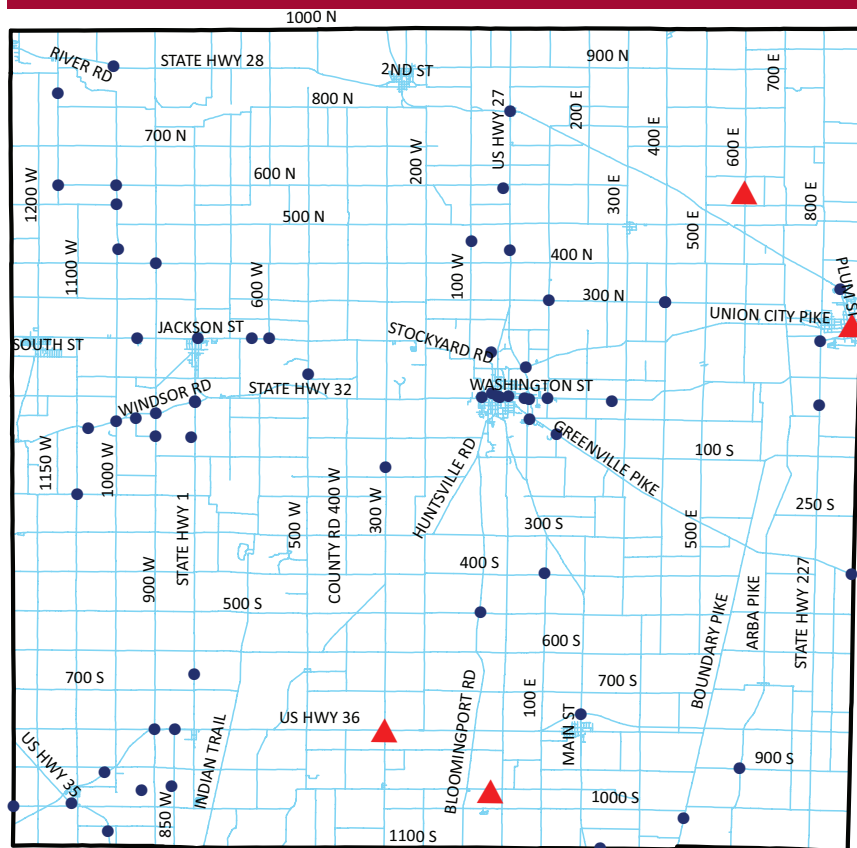 1000 N
RIVER RD
STATE HWY 28
2ND ST
900 N
700 E
800 N
US HWY 27
200 E
700 N
400 E
200 W
600 E
600 N
1200 W
300 E
800 E
500 N
500 E
400 N
1100 W
600 W
100 W
PLUM ST
300 N
UNION CITY PIKE
JACKSON ST
STOCKYARD RD
SOUTH ST
STATE HWY 32
WASHINGTON ST
WINDSOR RD
GREENVILLE PIKE
100 S
1150 W
1000 W
HUNTSVILLE RD
250 S
300 W
500 W
COUNTY RD 400 W
300 S
500 E
STATE HWY 1
900 W
400 S
500 S
BOUNDARY PIKE
ARBA PIKE
STATE HWY 227
600 S
700 S
700 S
100 E
US HWY 36
MAIN ST
BLOOMINGPORT RD
INDIAN TRAIL
US HWY 35
900 S
850 W
1000 S
1100 S